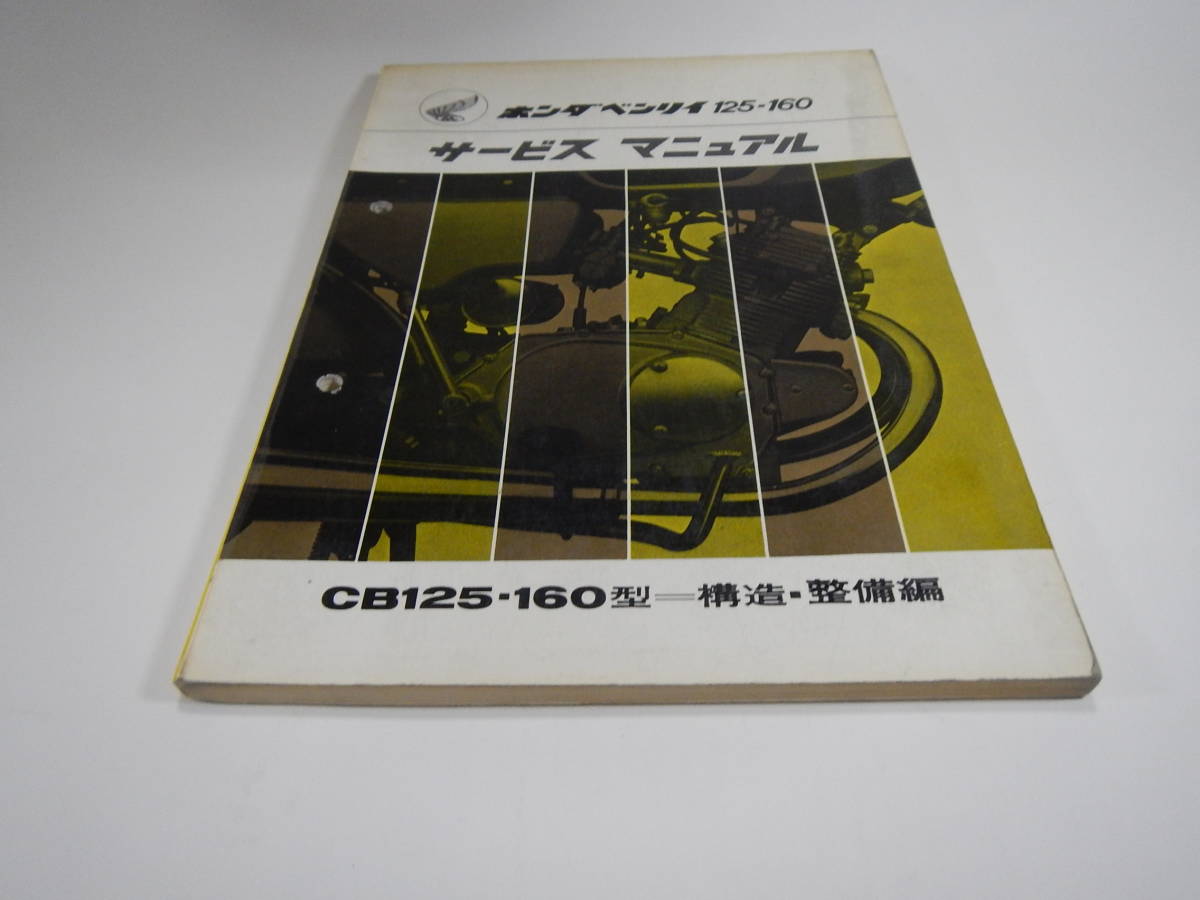 ホンダベンリイ 125-160
サービス マニュアル
CB125・160型＝構造・整備編